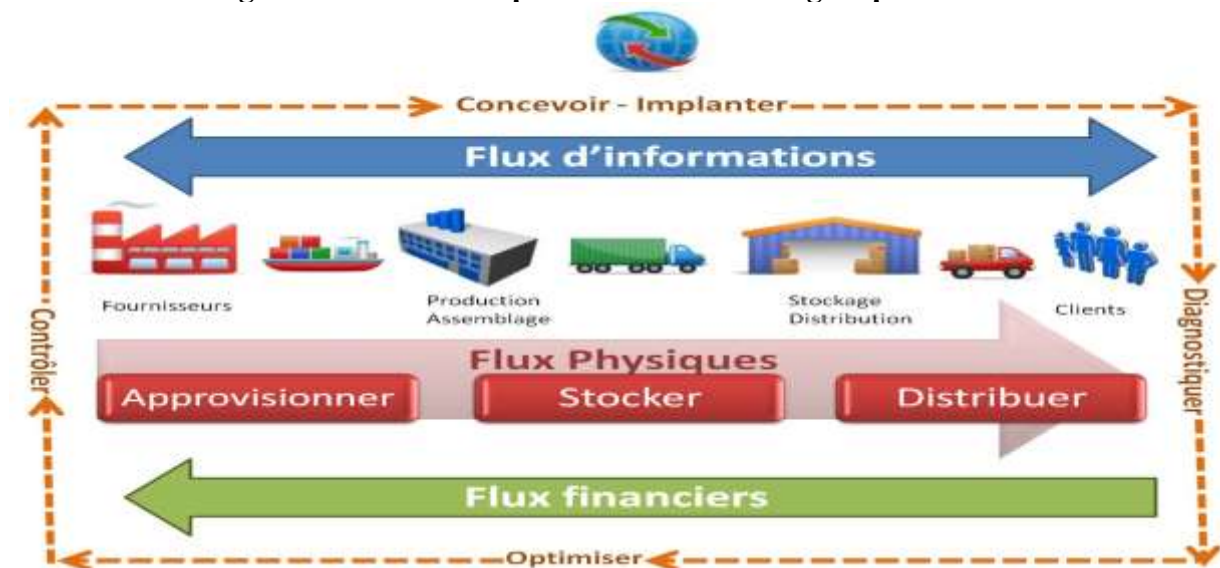 Concevoir - Implanter
Flux d'informations
Fournisseurs
Production
Assemblage
Stockage
Distribution
Clients
Contrôler
Diagnostiquer
Flux Physiques
Approvisionner
Stocker
Distribuer
Flux financiers
Optimiser